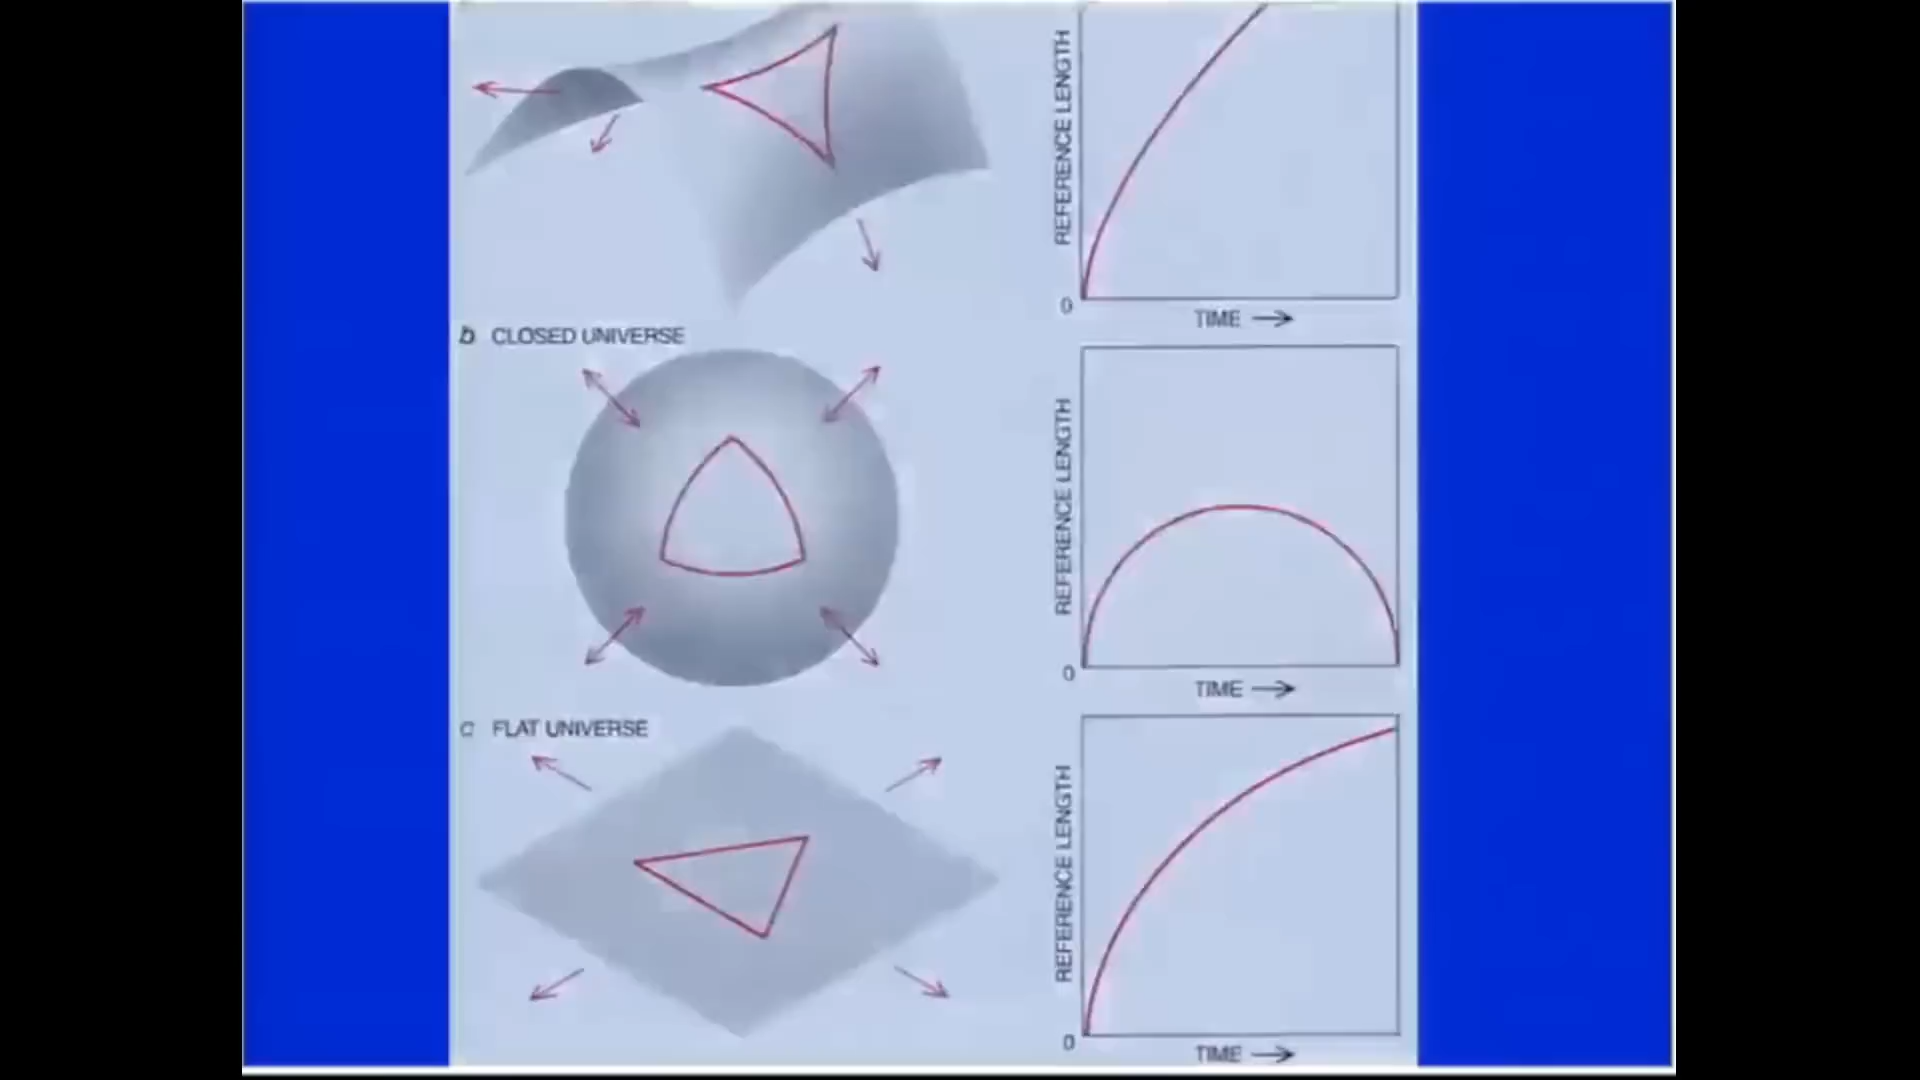 REFERENCE LENGTH
0
TIME →
b CLOSED UNIVERSE
REFERENCE LENGTH
0
TIME →
c FLAT UNIVERSE
REFERENCE LENGTH
0
TIME →